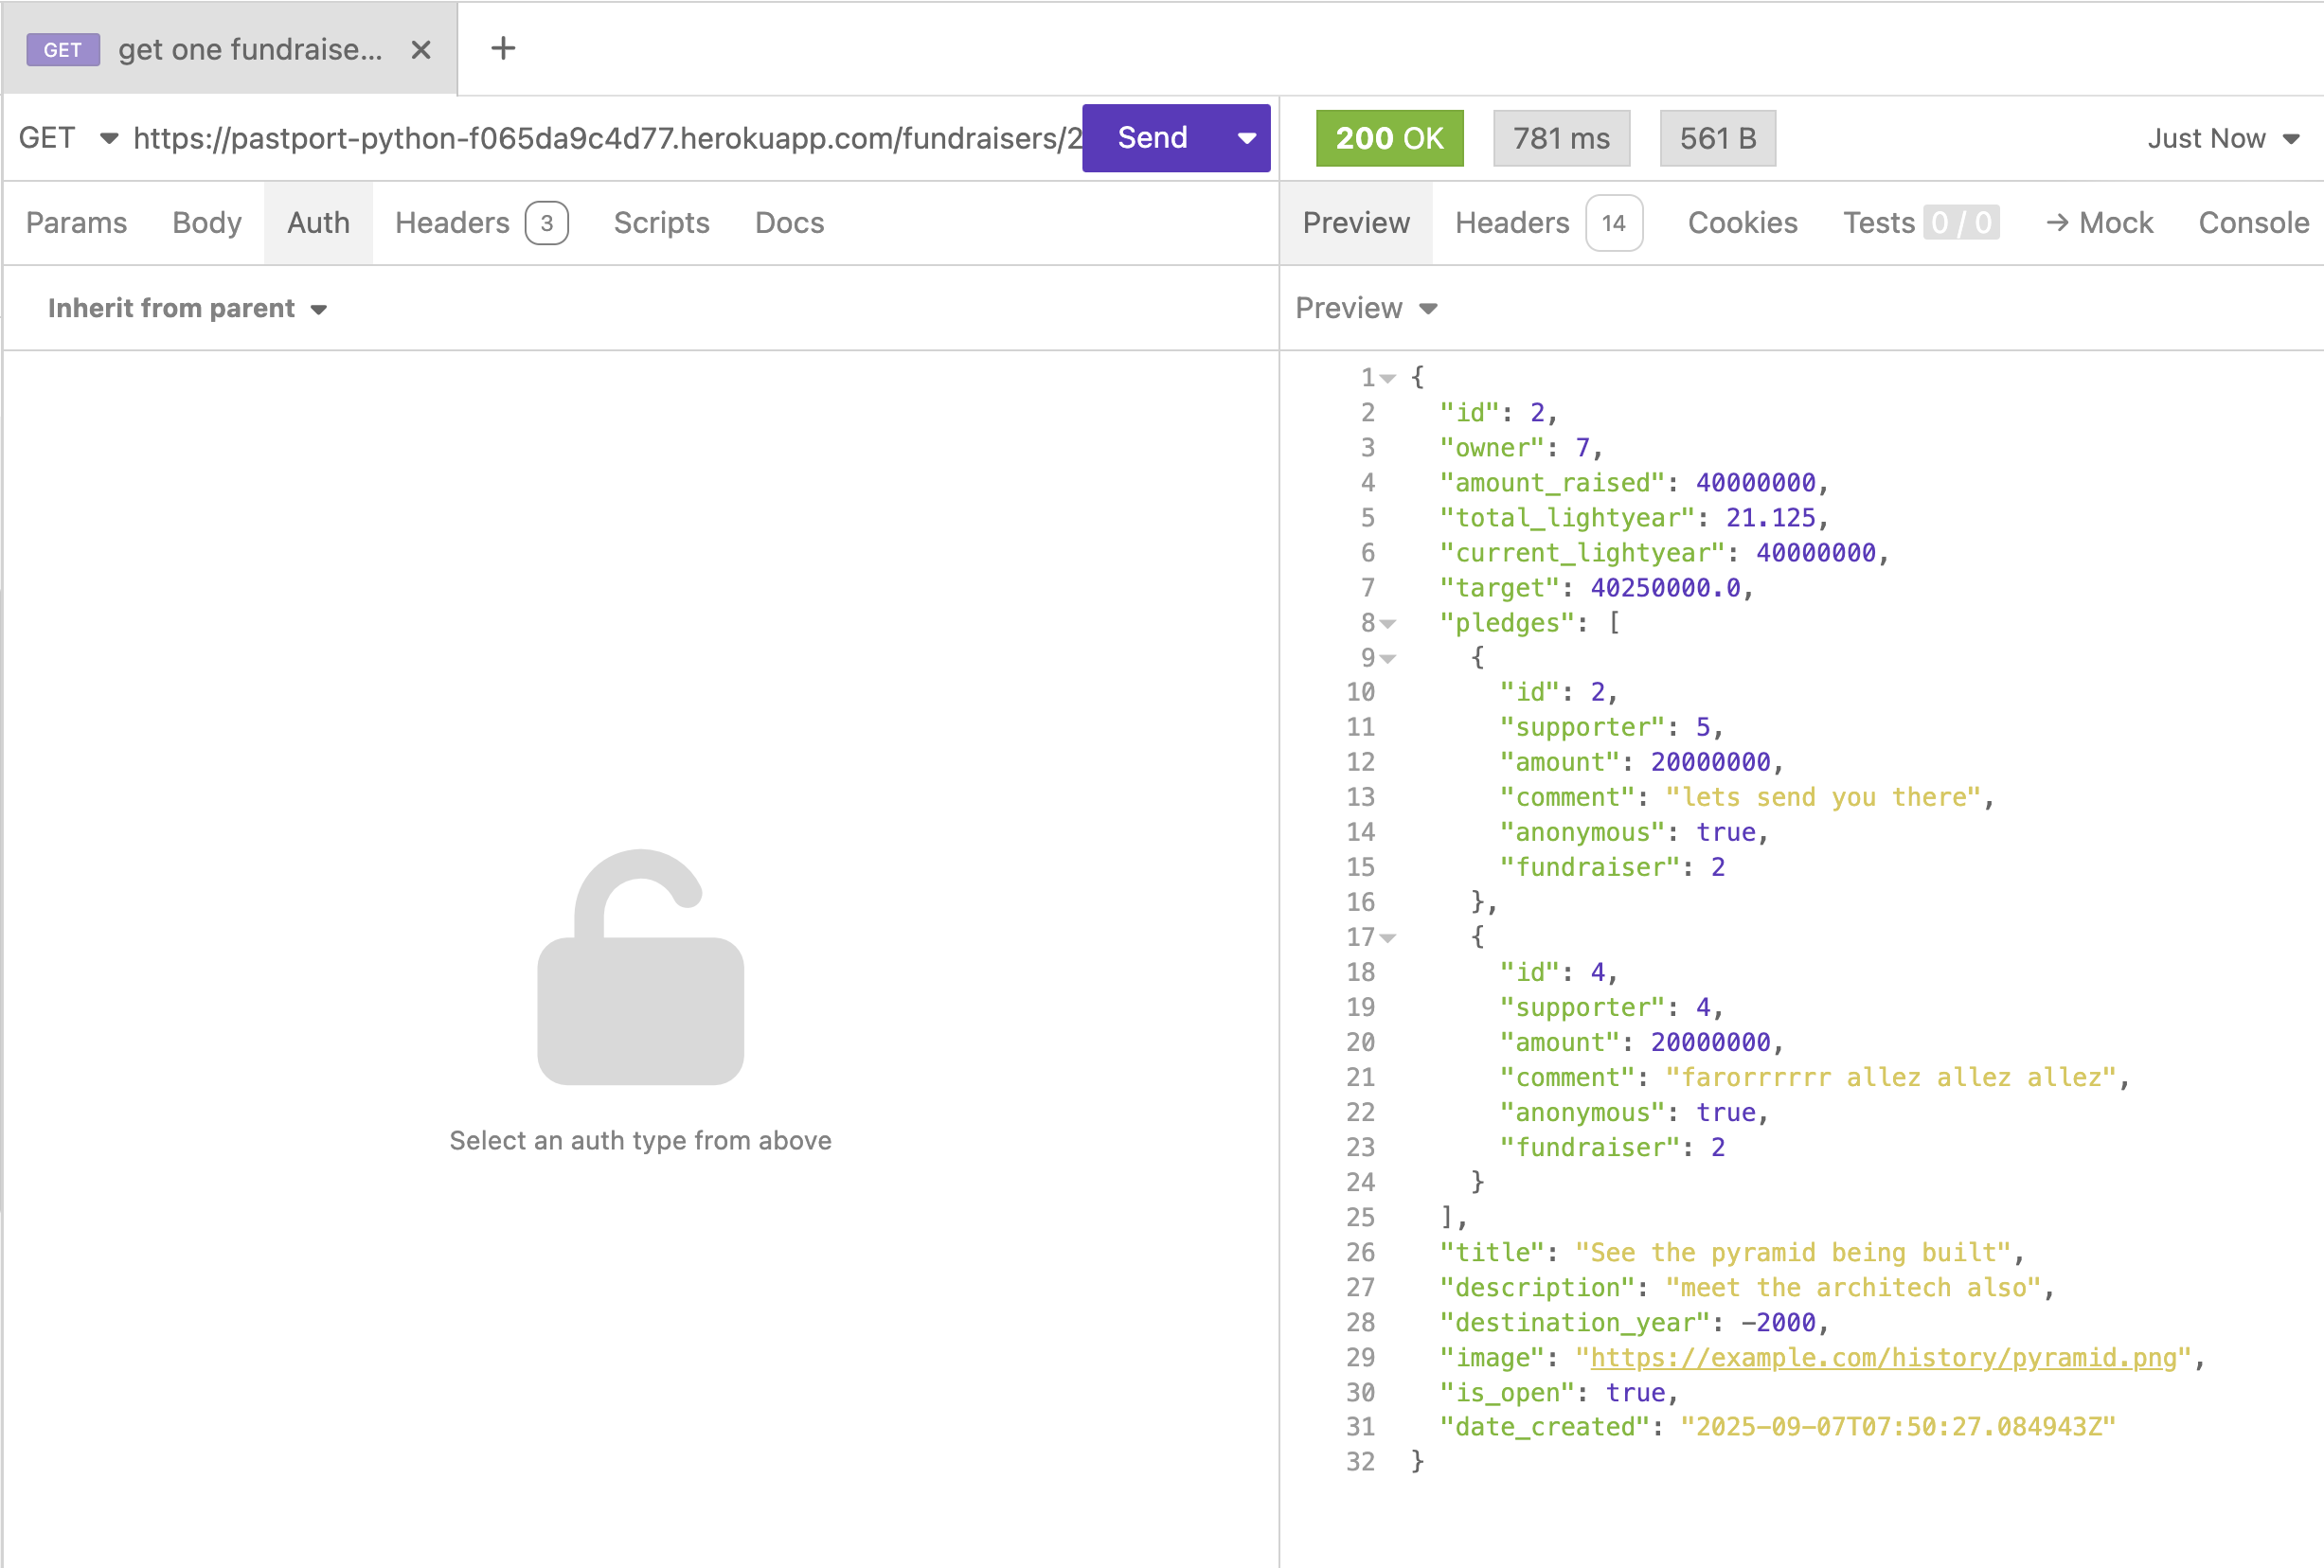 GET get one fundraise...
GET https://pastport-python-f065da9c4d77.herokuapp.com/fundraisers/2 Send
200 OK 781 ms 561 B Just Now
Params Body Auth Headers 3 Scripts Docs
Preview Headers 14 Cookies Tests 0 / 0 → Mock Console
Inherit from parent
Preview
Select an auth type from above
1 {
2 "id": 2,
3 "owner": 7,
4 "amount_raised": 40000000,
5 "total_lightyear": 21.125,
6 "current_lightyear": 40000000,
7 "target": 40250000.0,
8 "pledges": [
9 {
10 "id": 2,
11 "supporter": 5,
12 "amount": 20000000,
13 "comment": "lets send you there",
14 "anonymous": true,
15 "fundraiser": 2
16 },
17 {
18 "id": 4,
19 "supporter": 4,
20 "amount": 20000000,
21 "comment": "farorrrrrr allez allez allez",
22 "anonymous": true,
23 "fundraiser": 2
24 }
25 ],
26 "title": "See the pyramid being built",
27 "description": "meet the architech also",
28 "destination_year": -2000,
29 "image": "https://example.com/history/pyramid.png",
30 "is_open": true,
31 "date_created": "2025-09-07T07:50:27.084943Z"
32 }